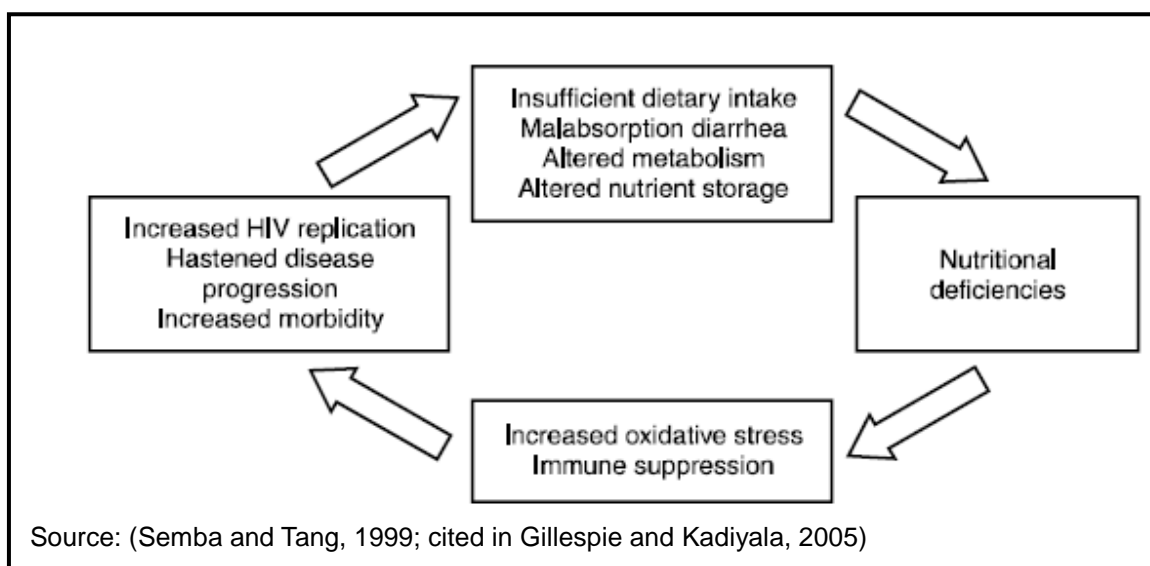 Insufficient dietary intake
Malabsorption diarrhea
Altered metabolism
Altered nutrient storage
Increased HIV replication
Hastened disease
progression
Increased morbidity
Nutritional
deficiencies
Increased oxidative stress
Immune suppression
Source: (Semba and Tang, 1999; cited in Gillespie and Kadiyala, 2005)